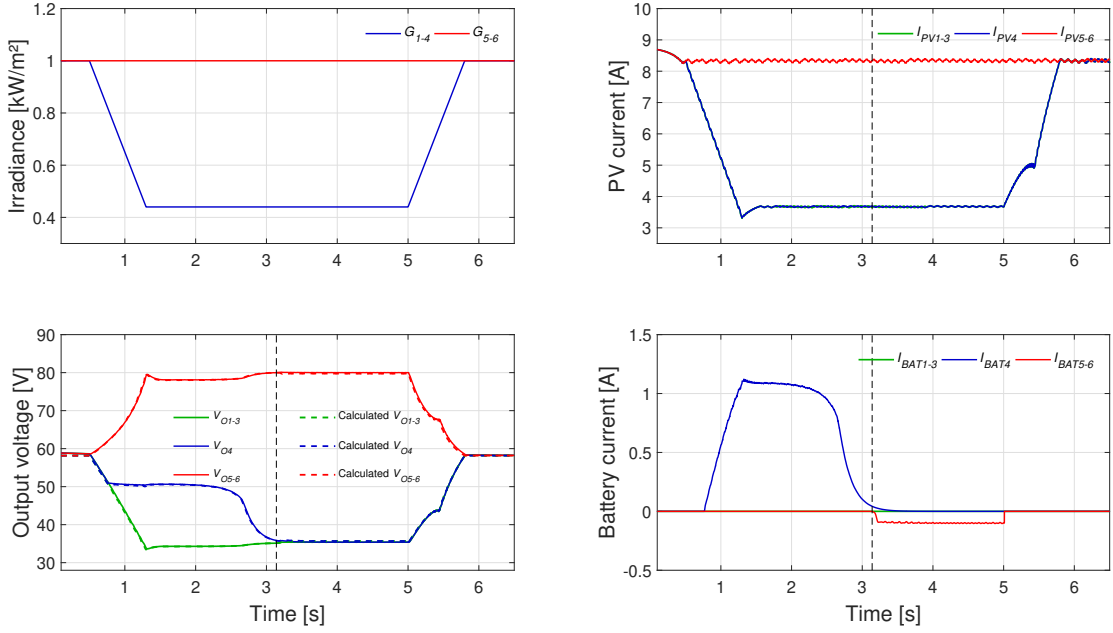 1.2
1
0.8
0.6
0.4
Irradiance [kW/m²]
G1-4 G5-6
1 2 3 4 5 6
10
9
8
7
6
5
4
3
PV current [A]
IPV1-3 IPV4 IPV5-6
1 2 3 4 5 6
90
80
70
60
50
40
30
Output voltage [V]
VO1-3 Calculated VO1-3
VO4 Calculated VO4
VO5-6 Calculated VO5-6
1 2 3 4 5 6
Time [s]
1.5
1
0.5
0
-0.5
Battery current [A]
IBAT1-3 IBAT4 IBAT5-6
1 2 3 4 5 6
Time [s]